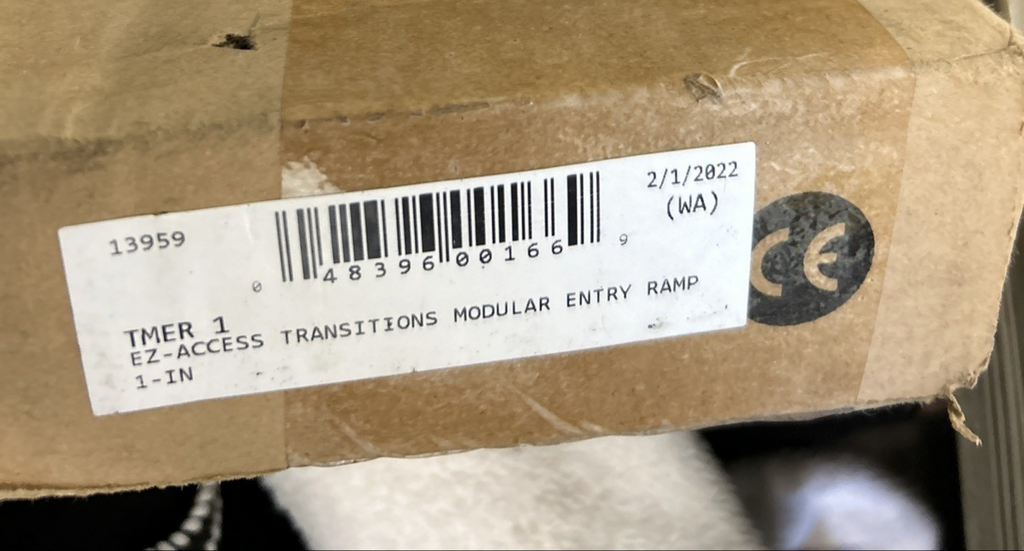 13959
2/1/2022
(WA)
0 48396 00166 9
TMER 1
EZ-ACCESS TRANSITIONS MODULAR ENTRY RAMP
1-IN
CE